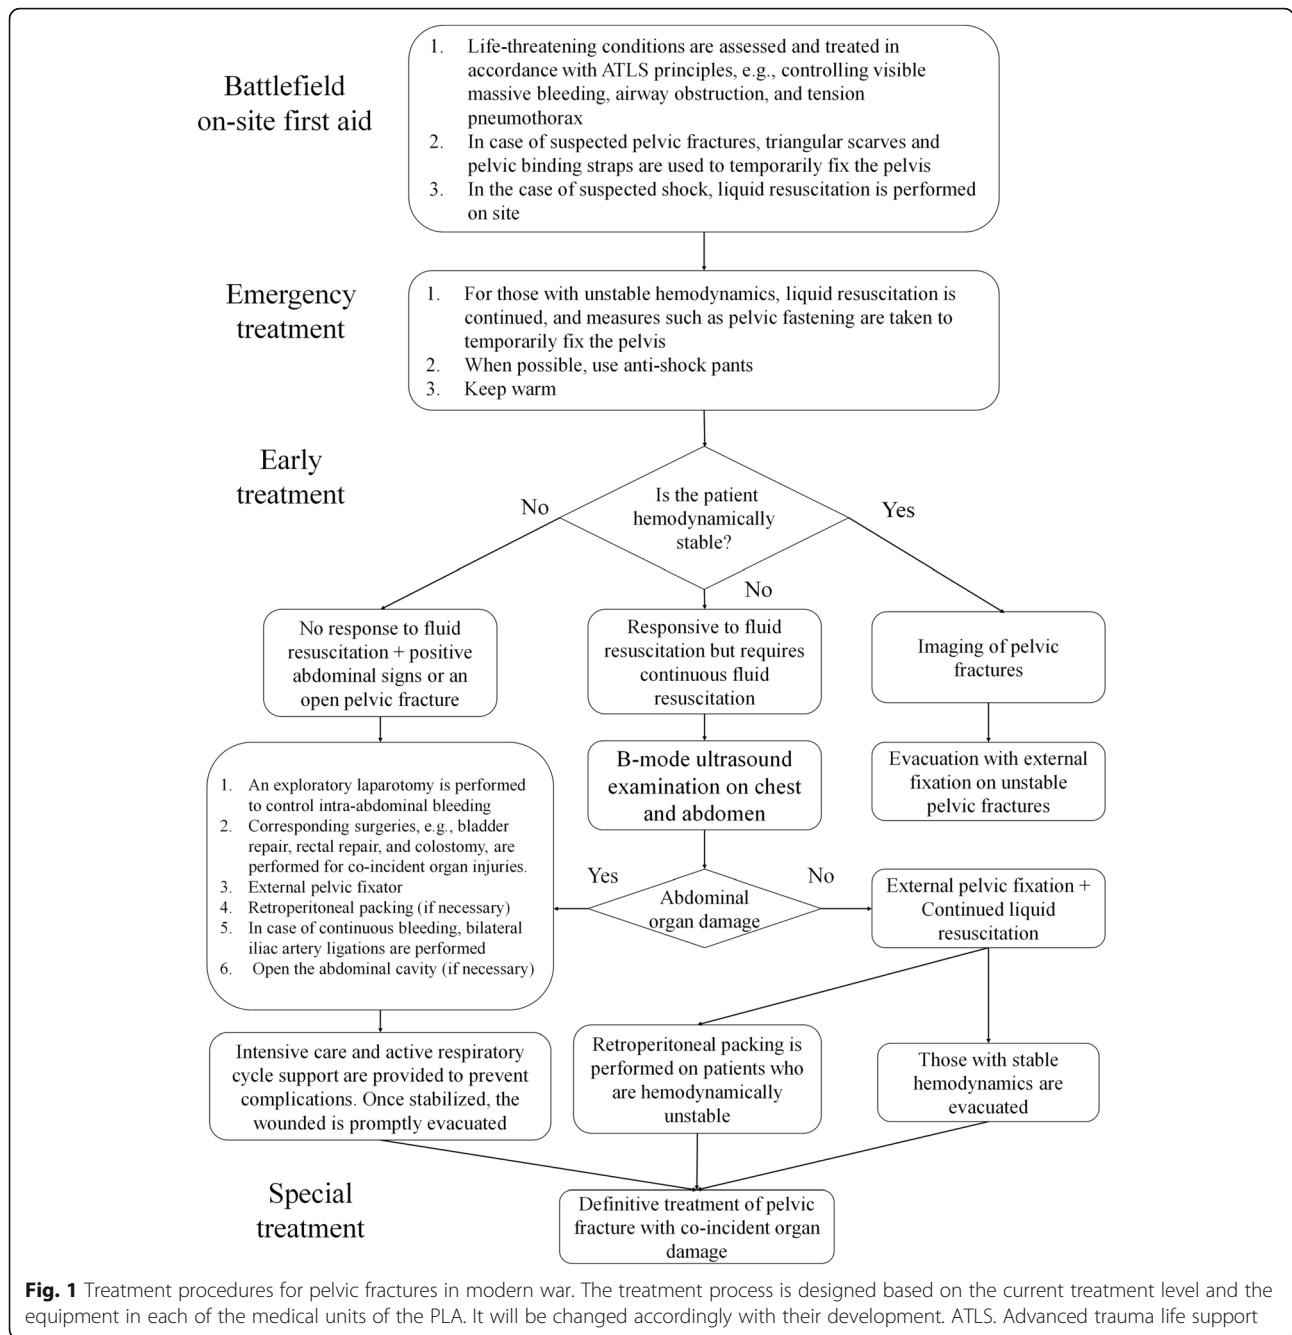 Battlefield
on-site first aid
1. Life-threatening conditions are assessed and treated in
accordance with ATLS principles, e.g., controlling visible
massive bleeding, airway obstruction, and tension
pneumothorax
2. In case of suspected pelvic fractures, triangular scarves and
pelvic binding straps are used to temporarily fix the pelvis
3. In the case of suspected shock, liquid resuscitation is performed
on site
Emergency
treatment
1. For those with unstable hemodynamics, liquid resuscitation is
continued, and measures such as pelvic fastening are taken to
temporarily fix the pelvis
2. When possible, use anti-shock pants
3. Keep warm
Early
treatment
Is the patient
hemodynamically
stable?
No
No
Yes
No response to fluid
resuscitation + positive
abdominal signs or an
open pelvic fracture
Responsive to fluid
resuscitation but requires
continuous fluid
resuscitation
Imaging of pelvic
fractures
1. An exploratory laparotomy is performed
to control intra-abdominal bleeding
2. Corresponding surgeries, e.g., bladder
repair, rectal repair, and colostomy, are
performed for co-incident organ injuries.
3. External pelvic fixator
4. Retroperitoneal packing (if necessary)
5. In case of continuous bleeding, bilateral
iliac artery ligations are performed
6. Open the abdominal cavity (if necessary)
B-mode ultrasound
examination on chest
and abdomen
Evacuation with external
fixation on unstable
pelvic fractures
Yes
Abdominal
organ damage
No
External pelvic fixation +
Continued liquid
resuscitation
Intensive care and active respiratory
cycle support are provided to prevent
complications. Once stabilized, the
wounded is promptly evacuated
Retroperitoneal packing is
performed on patients who
are hemodynamically
unstable
Those with stable
hemodynamics are
evacuated
Special
treatment
Definitive treatment of pelvic
fracture with co-incident organ
damage
Fig. 1 Treatment procedures for pelvic fractures in modern war. The treatment process is designed based on the current treatment level and the
equipment in each of the medical units of the PLA. It will be changed accordingly with their development. ATLS. Advanced trauma life support